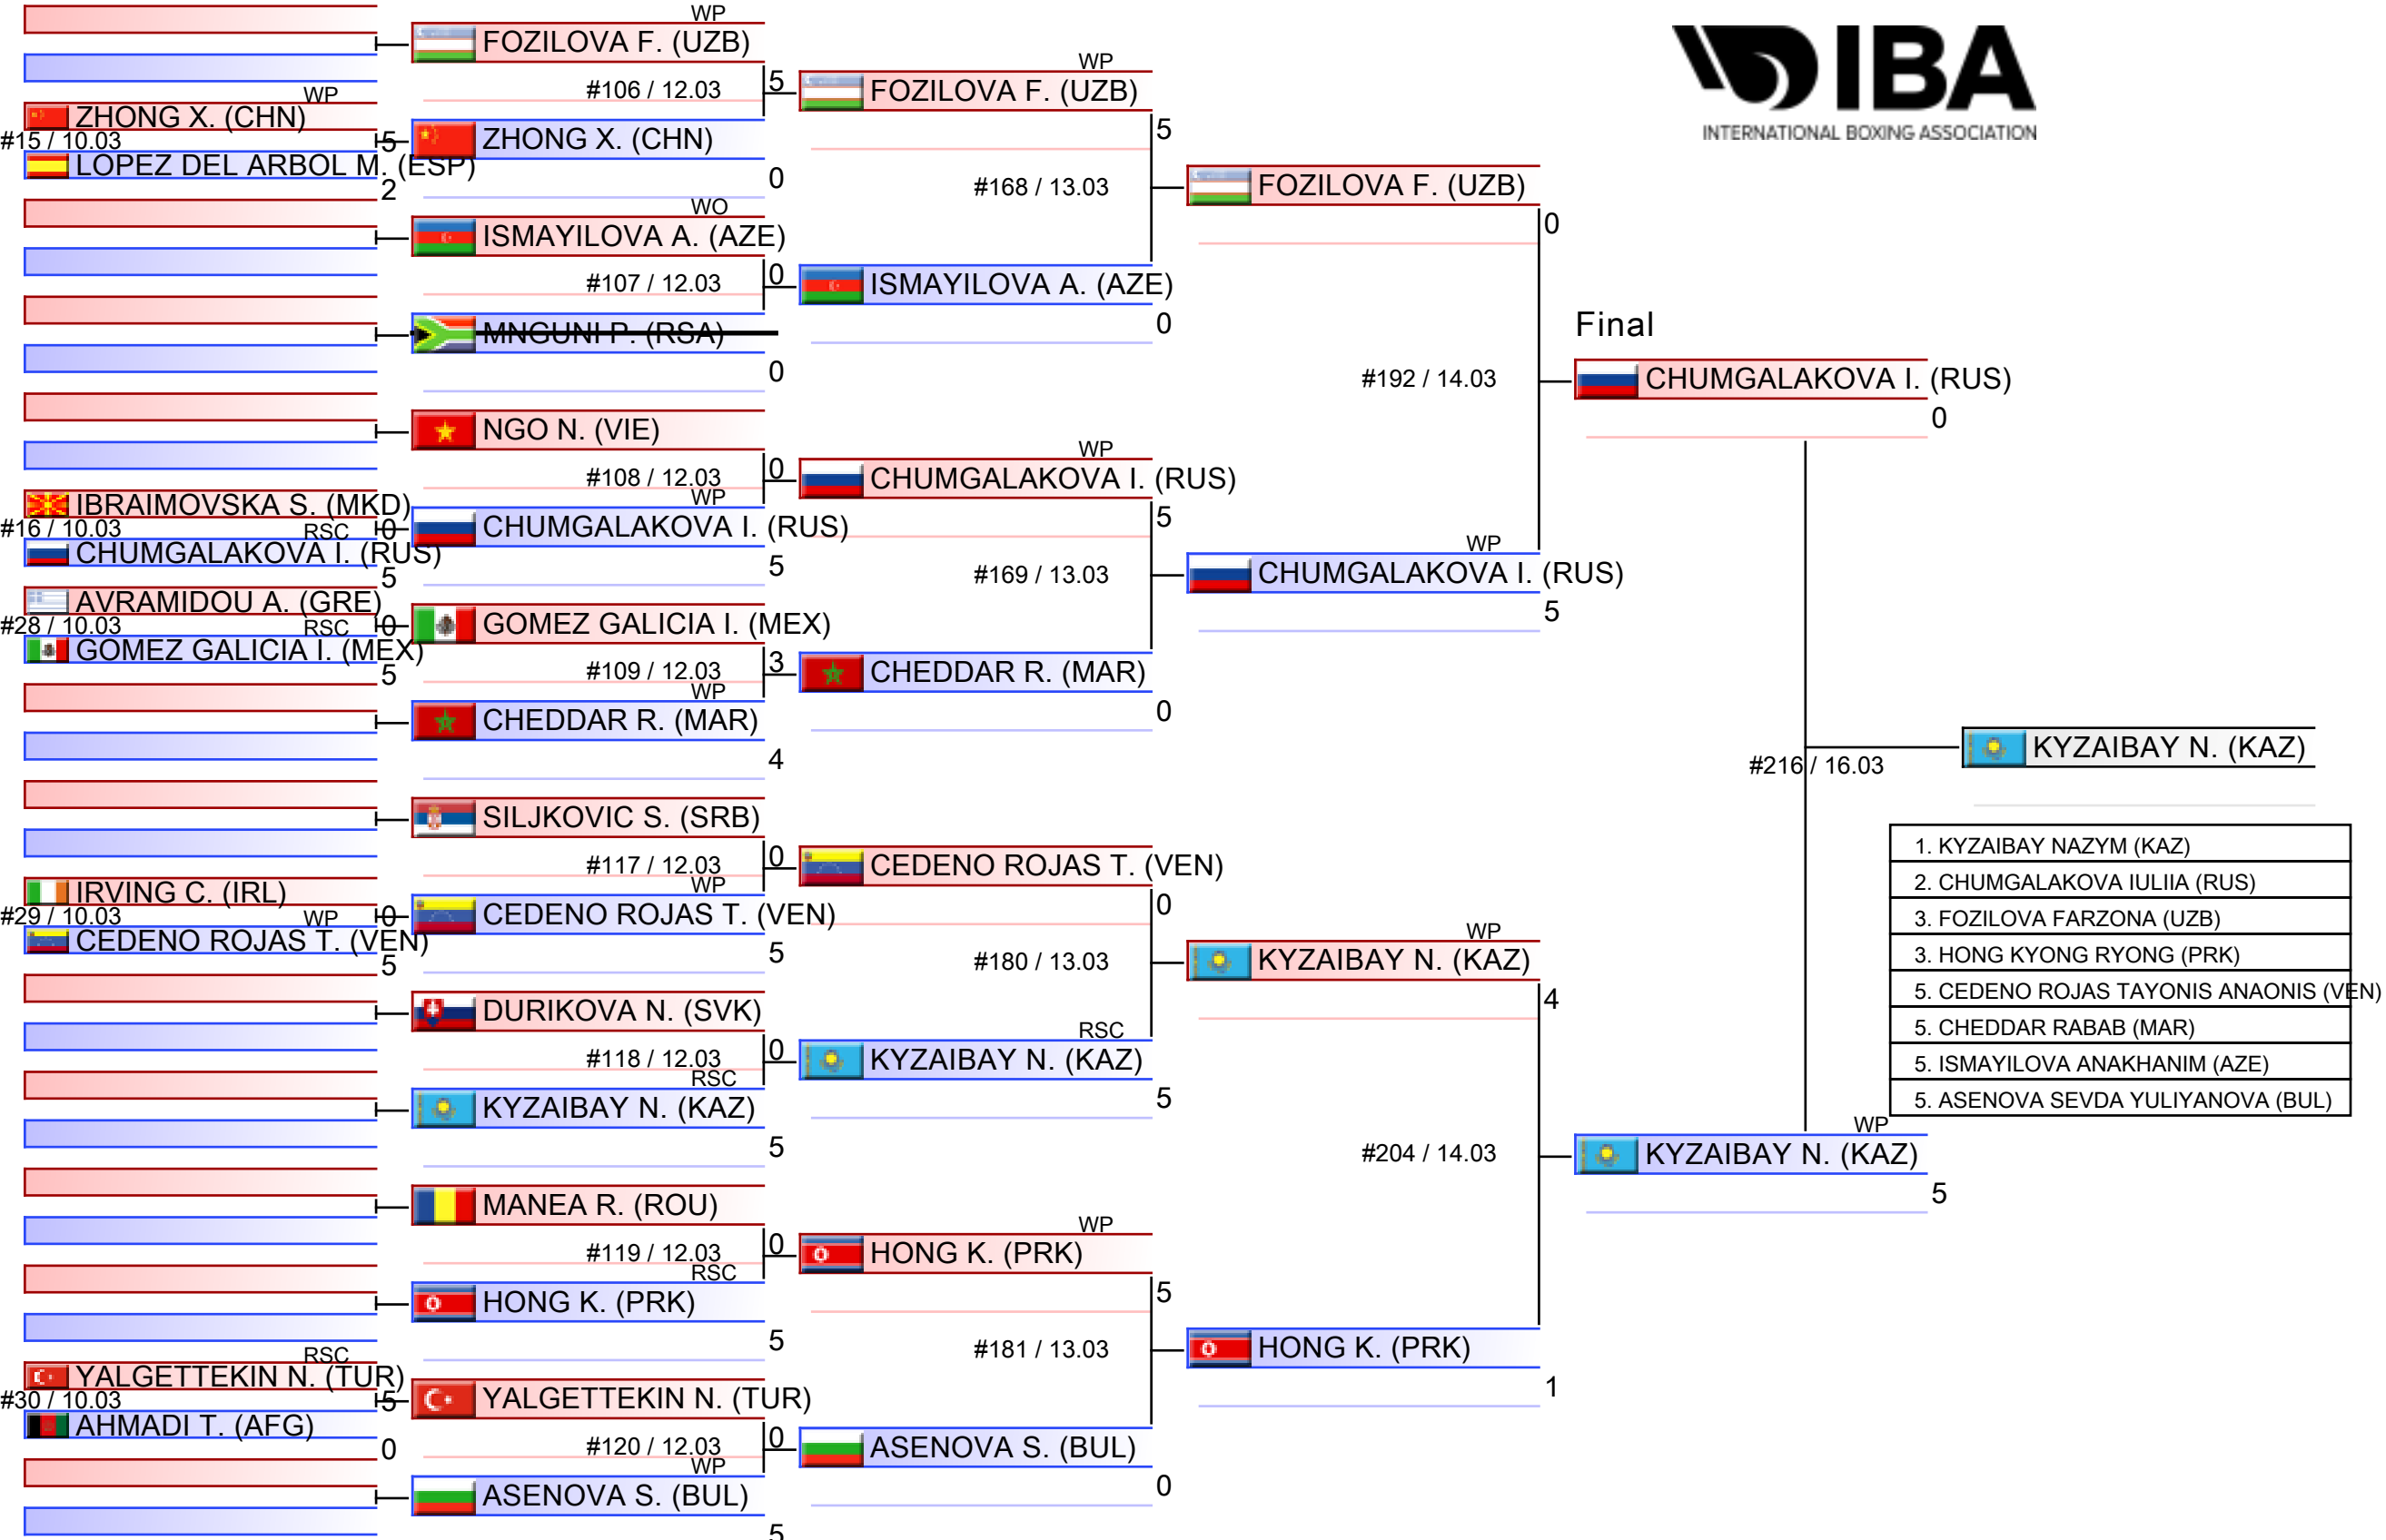 IBA
INTERNATIONAL BOXING ASSOCIATION
WP
ZHONG X. (CHN)
#15 / 10.03
5
LOPEZ DEL ARBOL M. (ESP)
2
IBRAIMOVSKA S. (MKD)
#16 / 10.03
RSC
0
CHUMGALAKOVA I. (RUS)
5
AVRAMIDOU A. (GRE)
#28 / 10.03
RSC
0
GOMEZ GALICIA I. (MEX)
5
IRVING C. (IRL)
#29 / 10.03
WP
0
CEDENO ROJAS T. (VEN)
5
RSC
YALGETTEKIN N. (TUR)
#30 / 10.03
5
AHMADI T. (AFG)
0
WP
FOZILOVA F. (UZB)
#106 / 12.03
5
ZHONG X. (CHN)
0
WO
ISMAYILOVA A. (AZE)
#107 / 12.03
0
MNGUNI P. (RSA)
0
NGO N. (VIE)
#108 / 12.03
0
WP
CHUMGALAKOVA I. (RUS)
5
GOMEZ GALICIA I. (MEX)
#109 / 12.03
3
WP
CHEDDAR R. (MAR)
4
SILJKOVIC S. (SRB)
#117 / 12.03
0
WP
CEDENO ROJAS T. (VEN)
5
DURIKOVA N. (SVK)
#118 / 12.03
0
RSC
KYZAIBAY N. (KAZ)
5
MANEA R. (ROU)
#119 / 12.03
0
RSC
HONG K. (PRK)
5
YALGETTEKIN N. (TUR)
#120 / 12.03
0
WP
ASENOVA S. (BUL)
5
WP
FOZILOVA F. (UZB)
5
#168 / 13.03
ISMAYILOVA A. (AZE)
0
WP
CHUMGALAKOVA I. (RUS)
5
#169 / 13.03
CHEDDAR R. (MAR)
0
CEDENO ROJAS T. (VEN)
0
#180 / 13.03
RSC
KYZAIBAY N. (KAZ)
5
WP
HONG K. (PRK)
5
#181 / 13.03
ASENOVA S. (BUL)
0
FOZILOVA F. (UZB)
0
#192 / 14.03
WP
CHUMGALAKOVA I. (RUS)
5
WP
KYZAIBAY N. (KAZ)
4
#204 / 14.03
HONG K. (PRK)
1
Final
CHUMGALAKOVA I. (RUS)
0
#216 / 16.03
WP
KYZAIBAY N. (KAZ)
5
KYZAIBAY N. (KAZ)
1. KYZAIBAY NAZYM (KAZ)
2. CHUMGALAKOVA IULIIA (RUS)
3. FOZILOVA FARZONA (UZB)
3. HONG KYONG RYONG (PRK)
5. CEDENO ROJAS TAYONIS ANAONIS (VEN)
5. CHEDDAR RABAB (MAR)
5. ISMAYILOVA ANAKHANIM (AZE)
5. ASENOVA SEVDA YULIYANOVA (BUL)